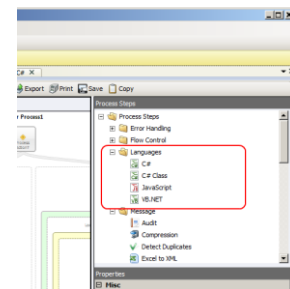 C# X
Export Print Save Copy
Process Steps
r Process1
Process Steps
Error Handling
Flow Control
Languages
C#
C# Class
JavaScript
VB.NET
Message
Audit
Compression
Detect Duplicates
Excel to XML
Properties
Misc